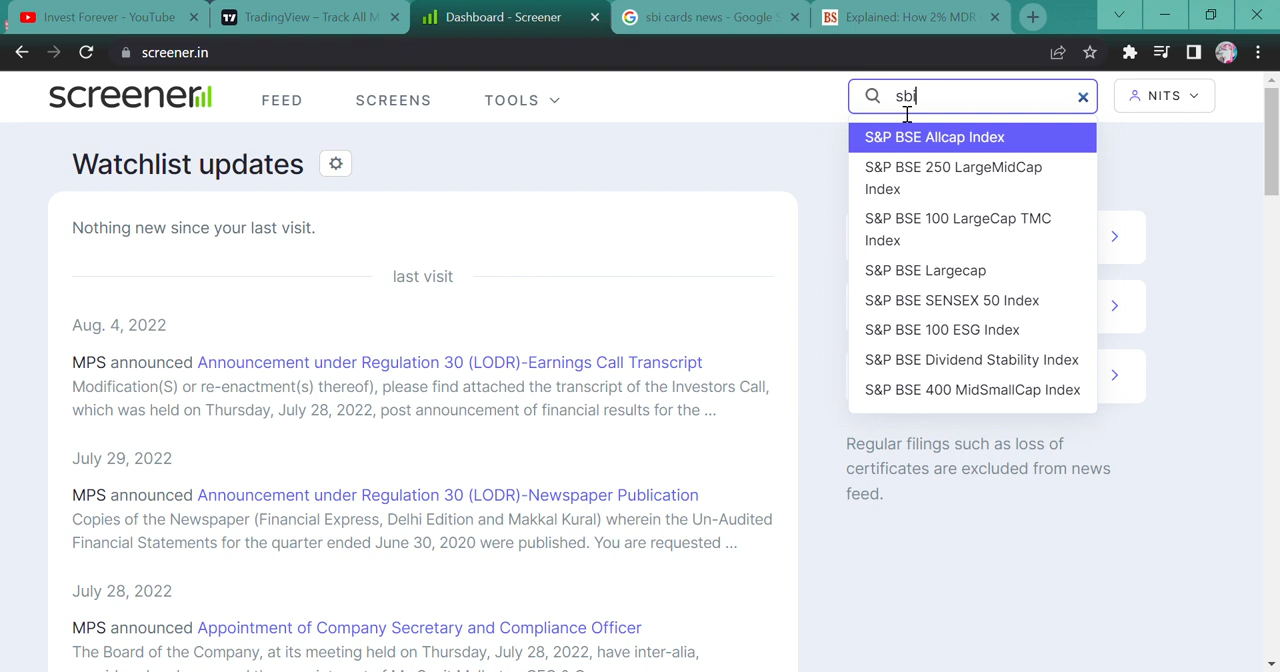 Invest Forever - YouTube
TradingView – Track All M
Dashboard - Screener
sbi cards news - Google S
BS Explained: How 2% MDR
screener.in
screener
FEED
SCREENS
TOOLS
sbi
NITS
S&P BSE Allcap Index
S&P BSE 250 LargeMidCap
Index
S&P BSE 100 LargeCap TMC
Index
S&P BSE Largecap
S&P BSE SENSEX 50 Index
S&P BSE 100 ESG Index
S&P BSE Dividend Stability Index
S&P BSE 400 MidSmallCap Index
Watchlist updates
Nothing new since your last visit.
last visit
Aug. 4, 2022
MPS announced Announcement under Regulation 30 (LODR)-Earnings Call Transcript
Modification(S) or re-enactment(s) thereof), please find attached the transcript of the Investors Call,
which was held on Thursday, July 28, 2022, post announcement of financial results for the ...
July 29, 2022
MPS announced Announcement under Regulation 30 (LODR)-Newspaper Publication
Copies of the Newspaper (Financial Express, Delhi Edition and Makkal Kural) wherein the Un-Audited
Financial Statements for the quarter ended June 30, 2020 were published. You are requested ...
July 28, 2022
MPS announced Appointment of Company Secretary and Compliance Officer
The Board of the Company, at its meeting held on Thursday, July 28, 2022, have inter-alia,
Regular filings such as loss of
certificates are excluded from news
feed.